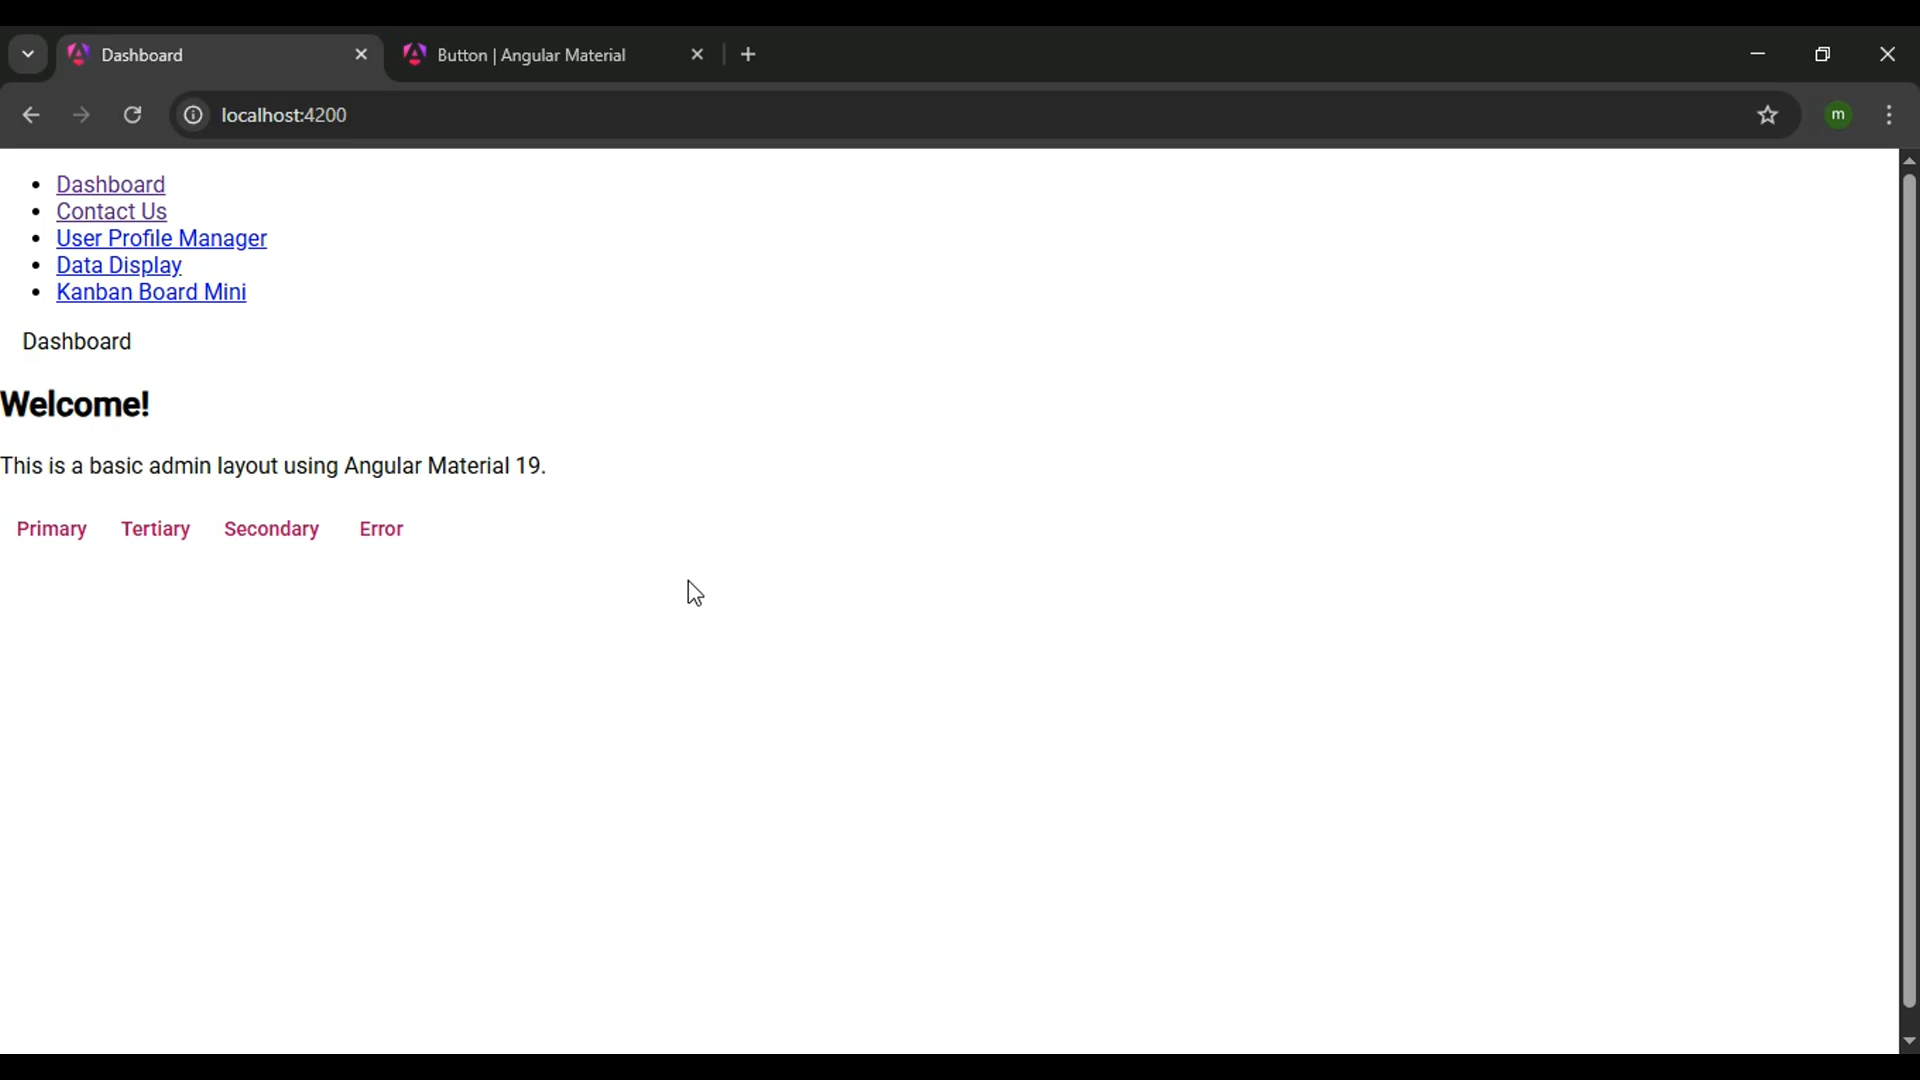 Dashboard
Button | Angular Material
localhost:4200
m
Dashboard
Contact Us
User Profile Manager
Data Display
Kanban Board Mini
Dashboard
Welcome!
This is a basic admin layout using Angular Material 19.
Primary Tertiary Secondary Error